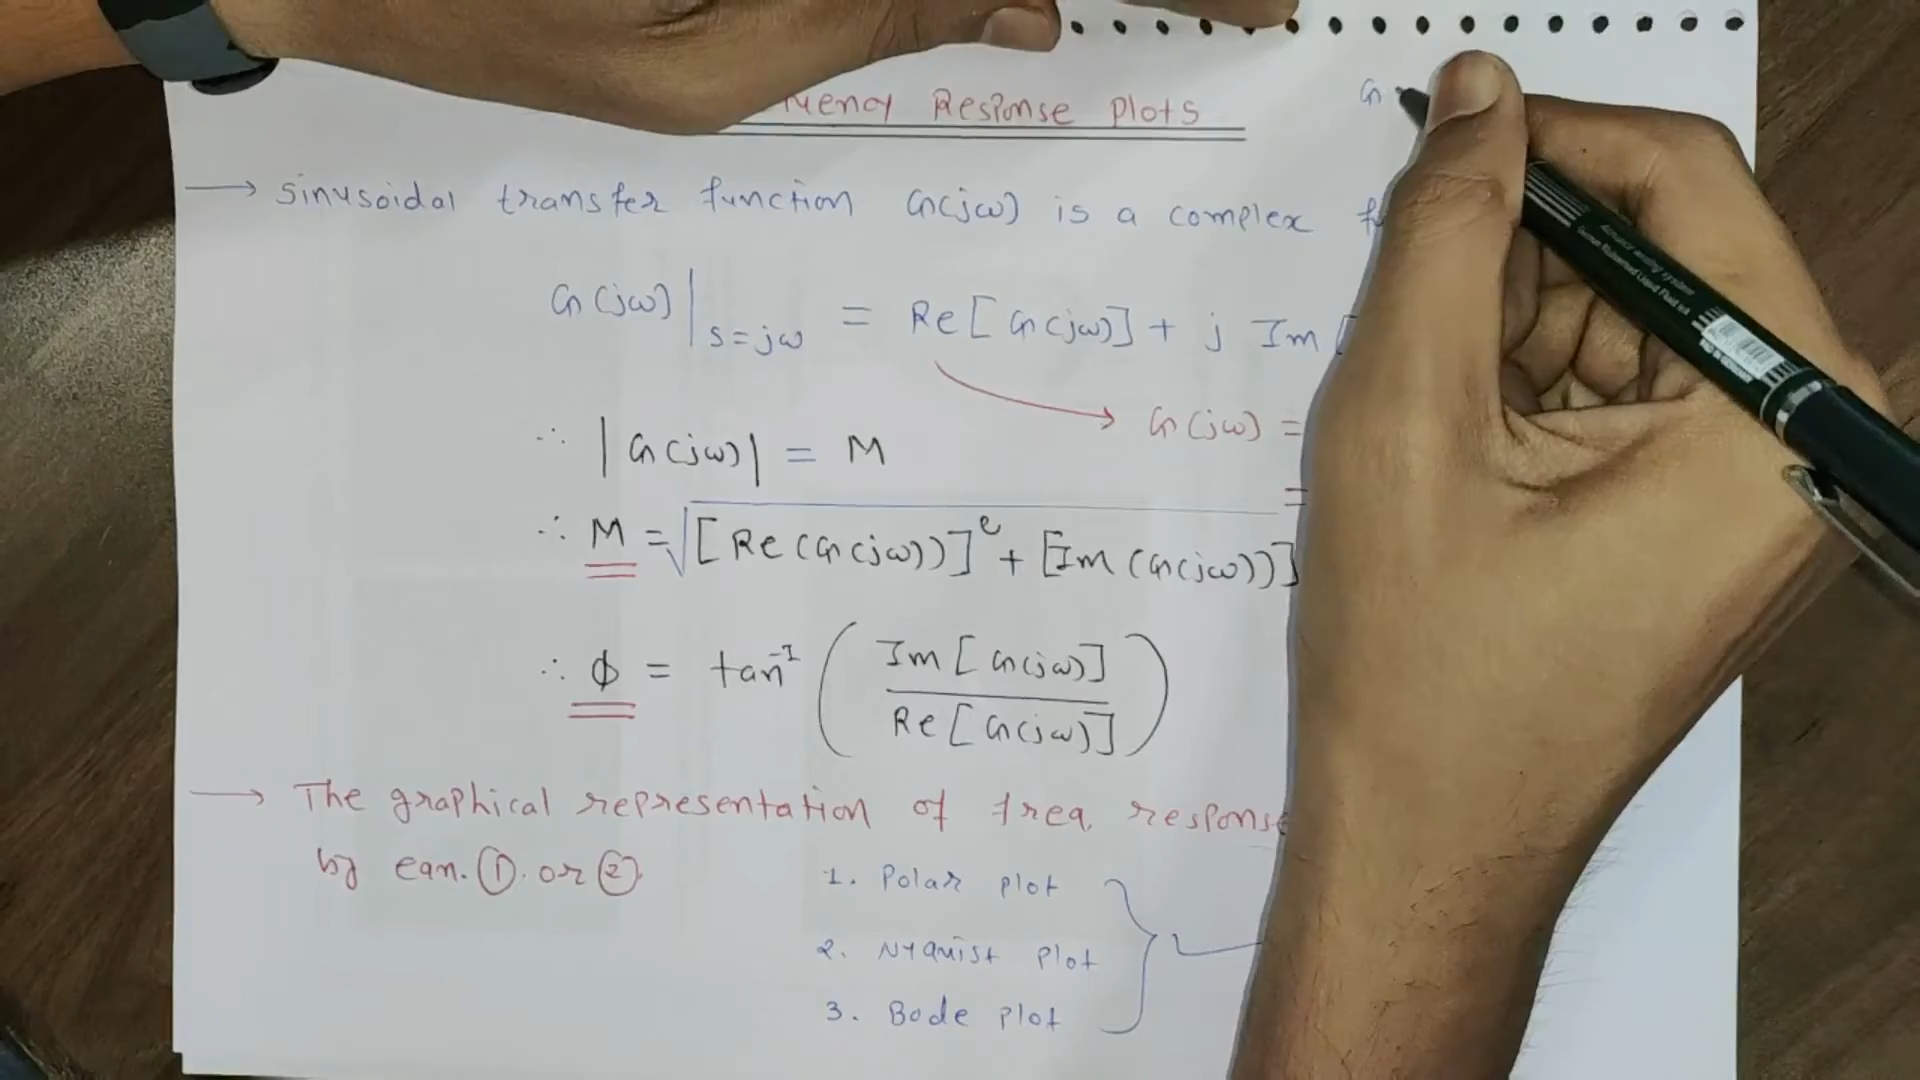 Response Plots
G
→ sinusoidal transfer function G(jω) is a complex
G(jω)|s=jω = Re[G(jω)] + j Im[
G(jω) =
∴ |G(jω)| = M
=
∴ M = √[Re(G(jω))]² + [Im(G(jω))]
∴ ϕ = tan⁻¹ (Im[G(jω)] / Re[G(jω)])
→ The graphical representation of freq. response
by eqn. ① or ②.
1. Polar plot
2. Nyquist plot
3. Bode plot